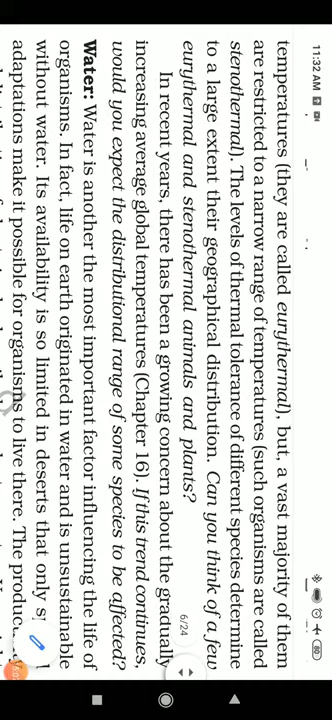 11:32 AM
80
temperatures (they are called eurythermal), but, a vast majority of them
are restricted to a narrow range of temperatures (such organisms are called
stenothermal). The levels of thermal tolerance of different species determine
to a large extent their geographical distribution. Can you think of a few
eurythermal and stenothermal animals and plants?
In recent years, there has been a growing concern about the gradually
increasing average global temperatures (Chapter 16). If this trend continues,
would you expect the distributional range of some species to be affected?
Water: Water is another the most important factor influencing the life of
organisms. In fact, life on earth originated in water and is unsustainable
without water. Its availability is so limited in deserts that only
adaptations make it possible for organisms to live there. The
6/24